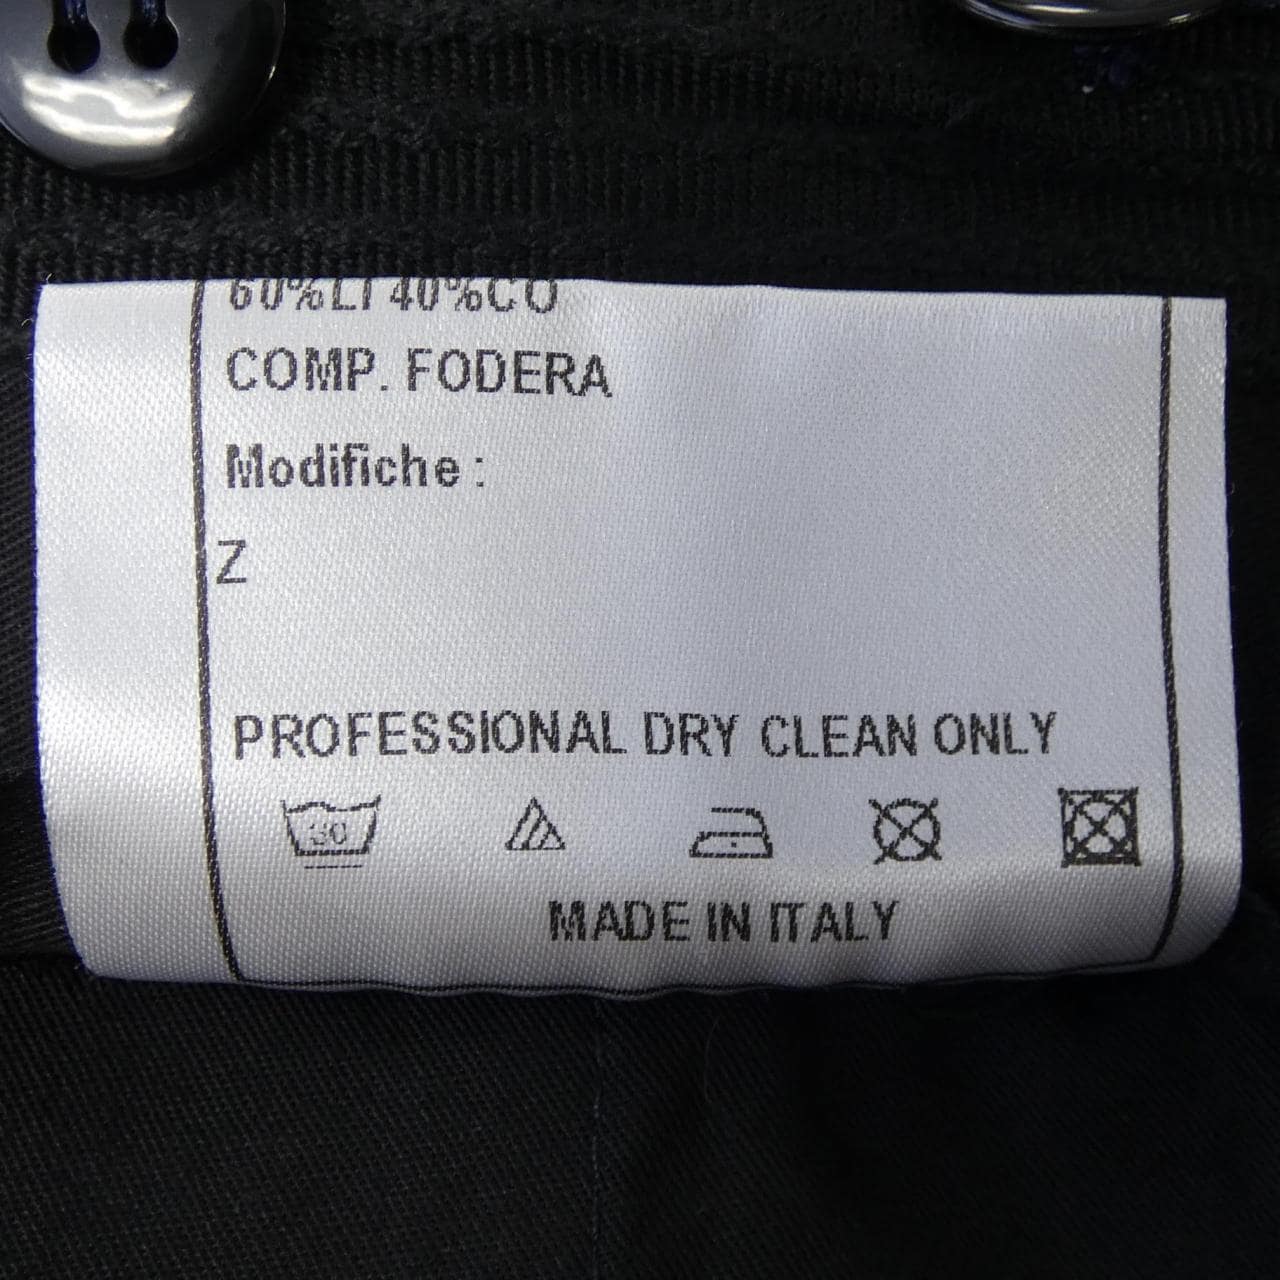 60%LI 40%CO
COMP. FODERA
Modifiche :
Z
PROFESSIONAL DRY CLEAN ONLY
30
MADE IN ITALY